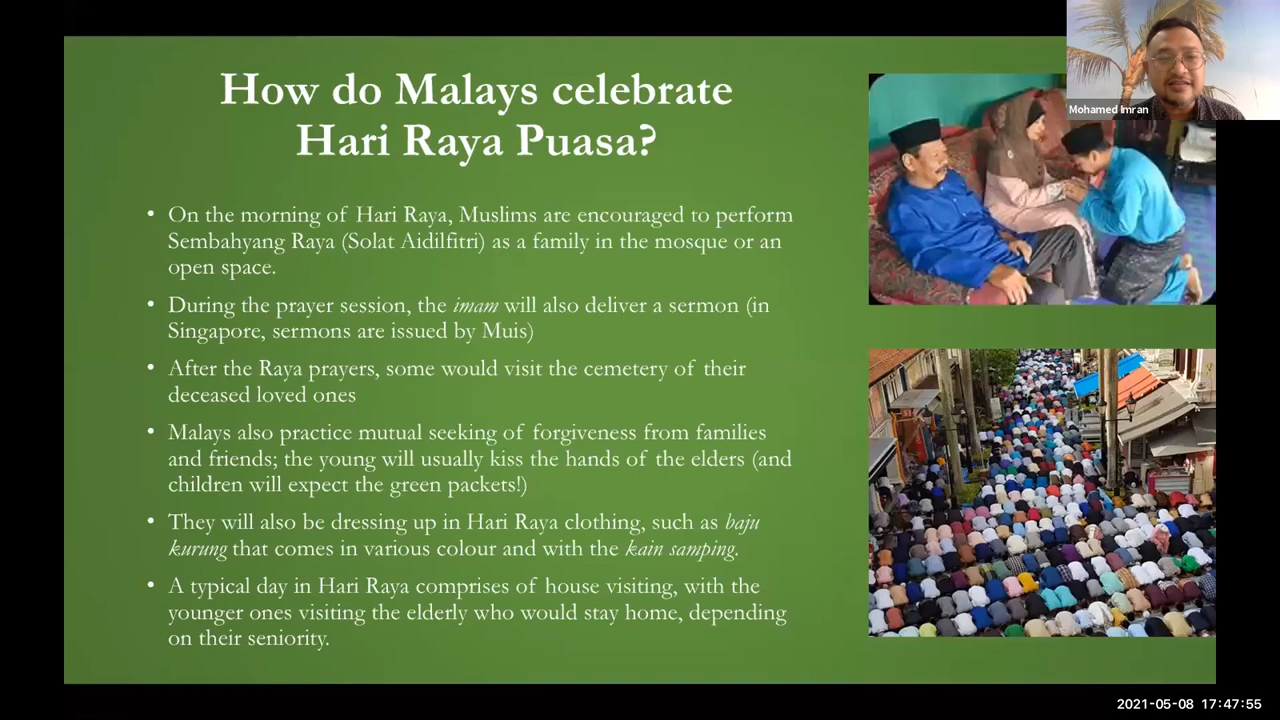 How do Malays celebrate
Hari Raya Puasa?
• On the morning of Hari Raya, Muslims are encouraged to perform
Sembahyang Raya (Solat Aidilfitri) as a family in the mosque or an
open space.
• During the prayer session, the imam will also deliver a sermon (in
Singapore, sermons are issued by Muis)
• After the Raya prayers, some would visit the cemetery of their
deceased loved ones
• Malays also practice mutual seeking of forgiveness from families
and friends; the young will usually kiss the hands of the elders (and
children will expect the green packets!)
• They will also be dressing up in Hari Raya clothing, such as baju
kurung that comes in various colour and with the kain samping.
• A typical day in Hari Raya comprises of house visiting, with the
younger ones visiting the elderly who would stay home, depending
on their seniority.
Mohamed Imran
2021-05-08 17:47:55